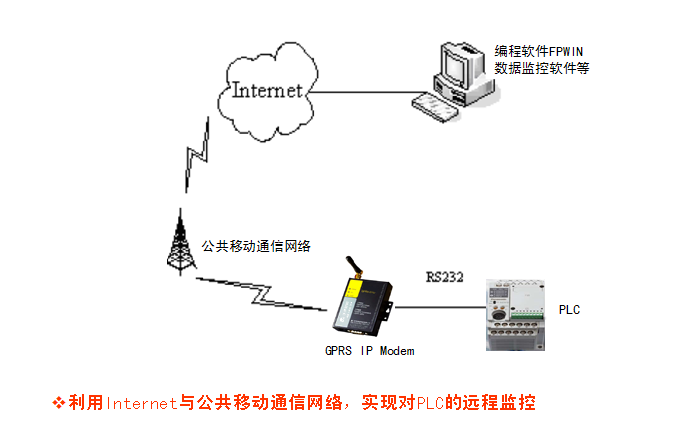 编程软件FPWIN
数据监控软件等
Internet
公共移动通信网络
RS232
PLC
GPRS IP Modem
❖利用Internet与公共移动通信网络，实现对PLC的远程监控